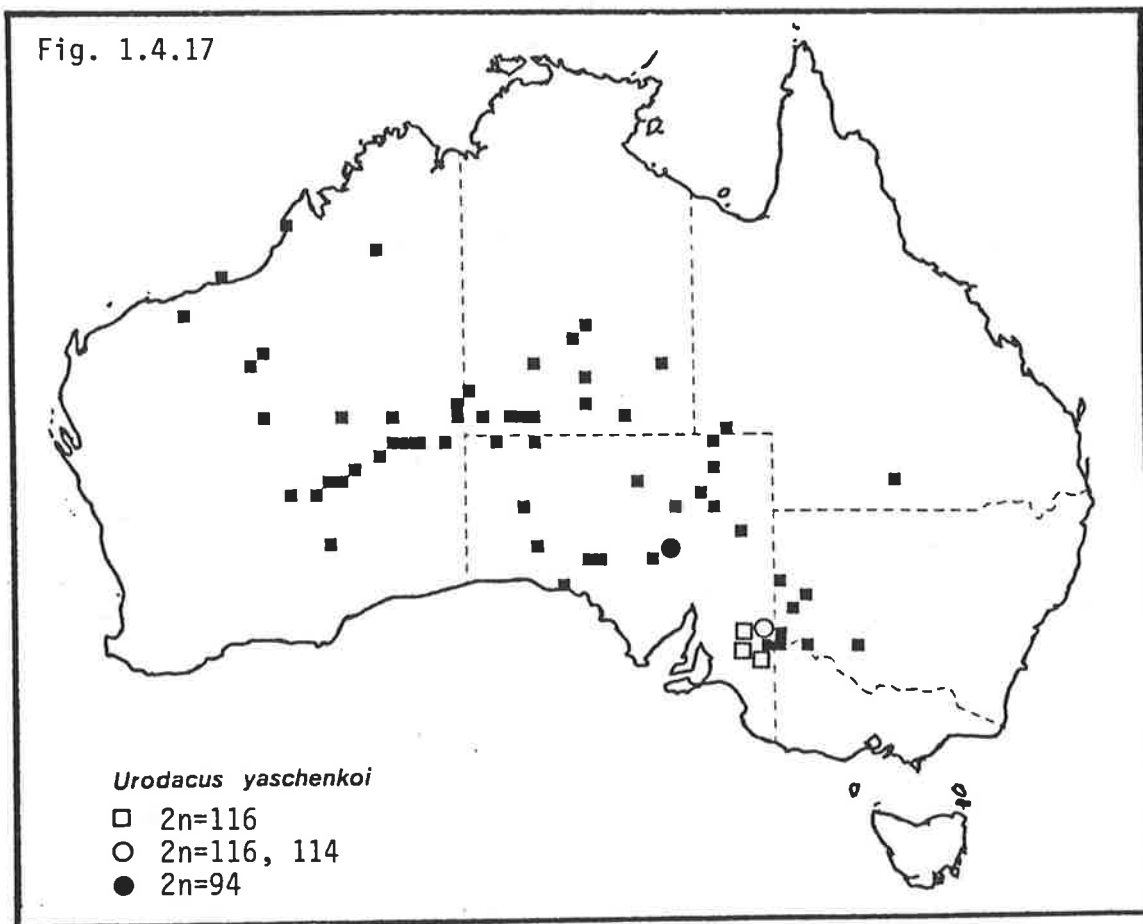 Fig. 1.4.17
Urodacus yaschenkoi
□ 2n=116
○ 2n=116, 114
● 2n=94